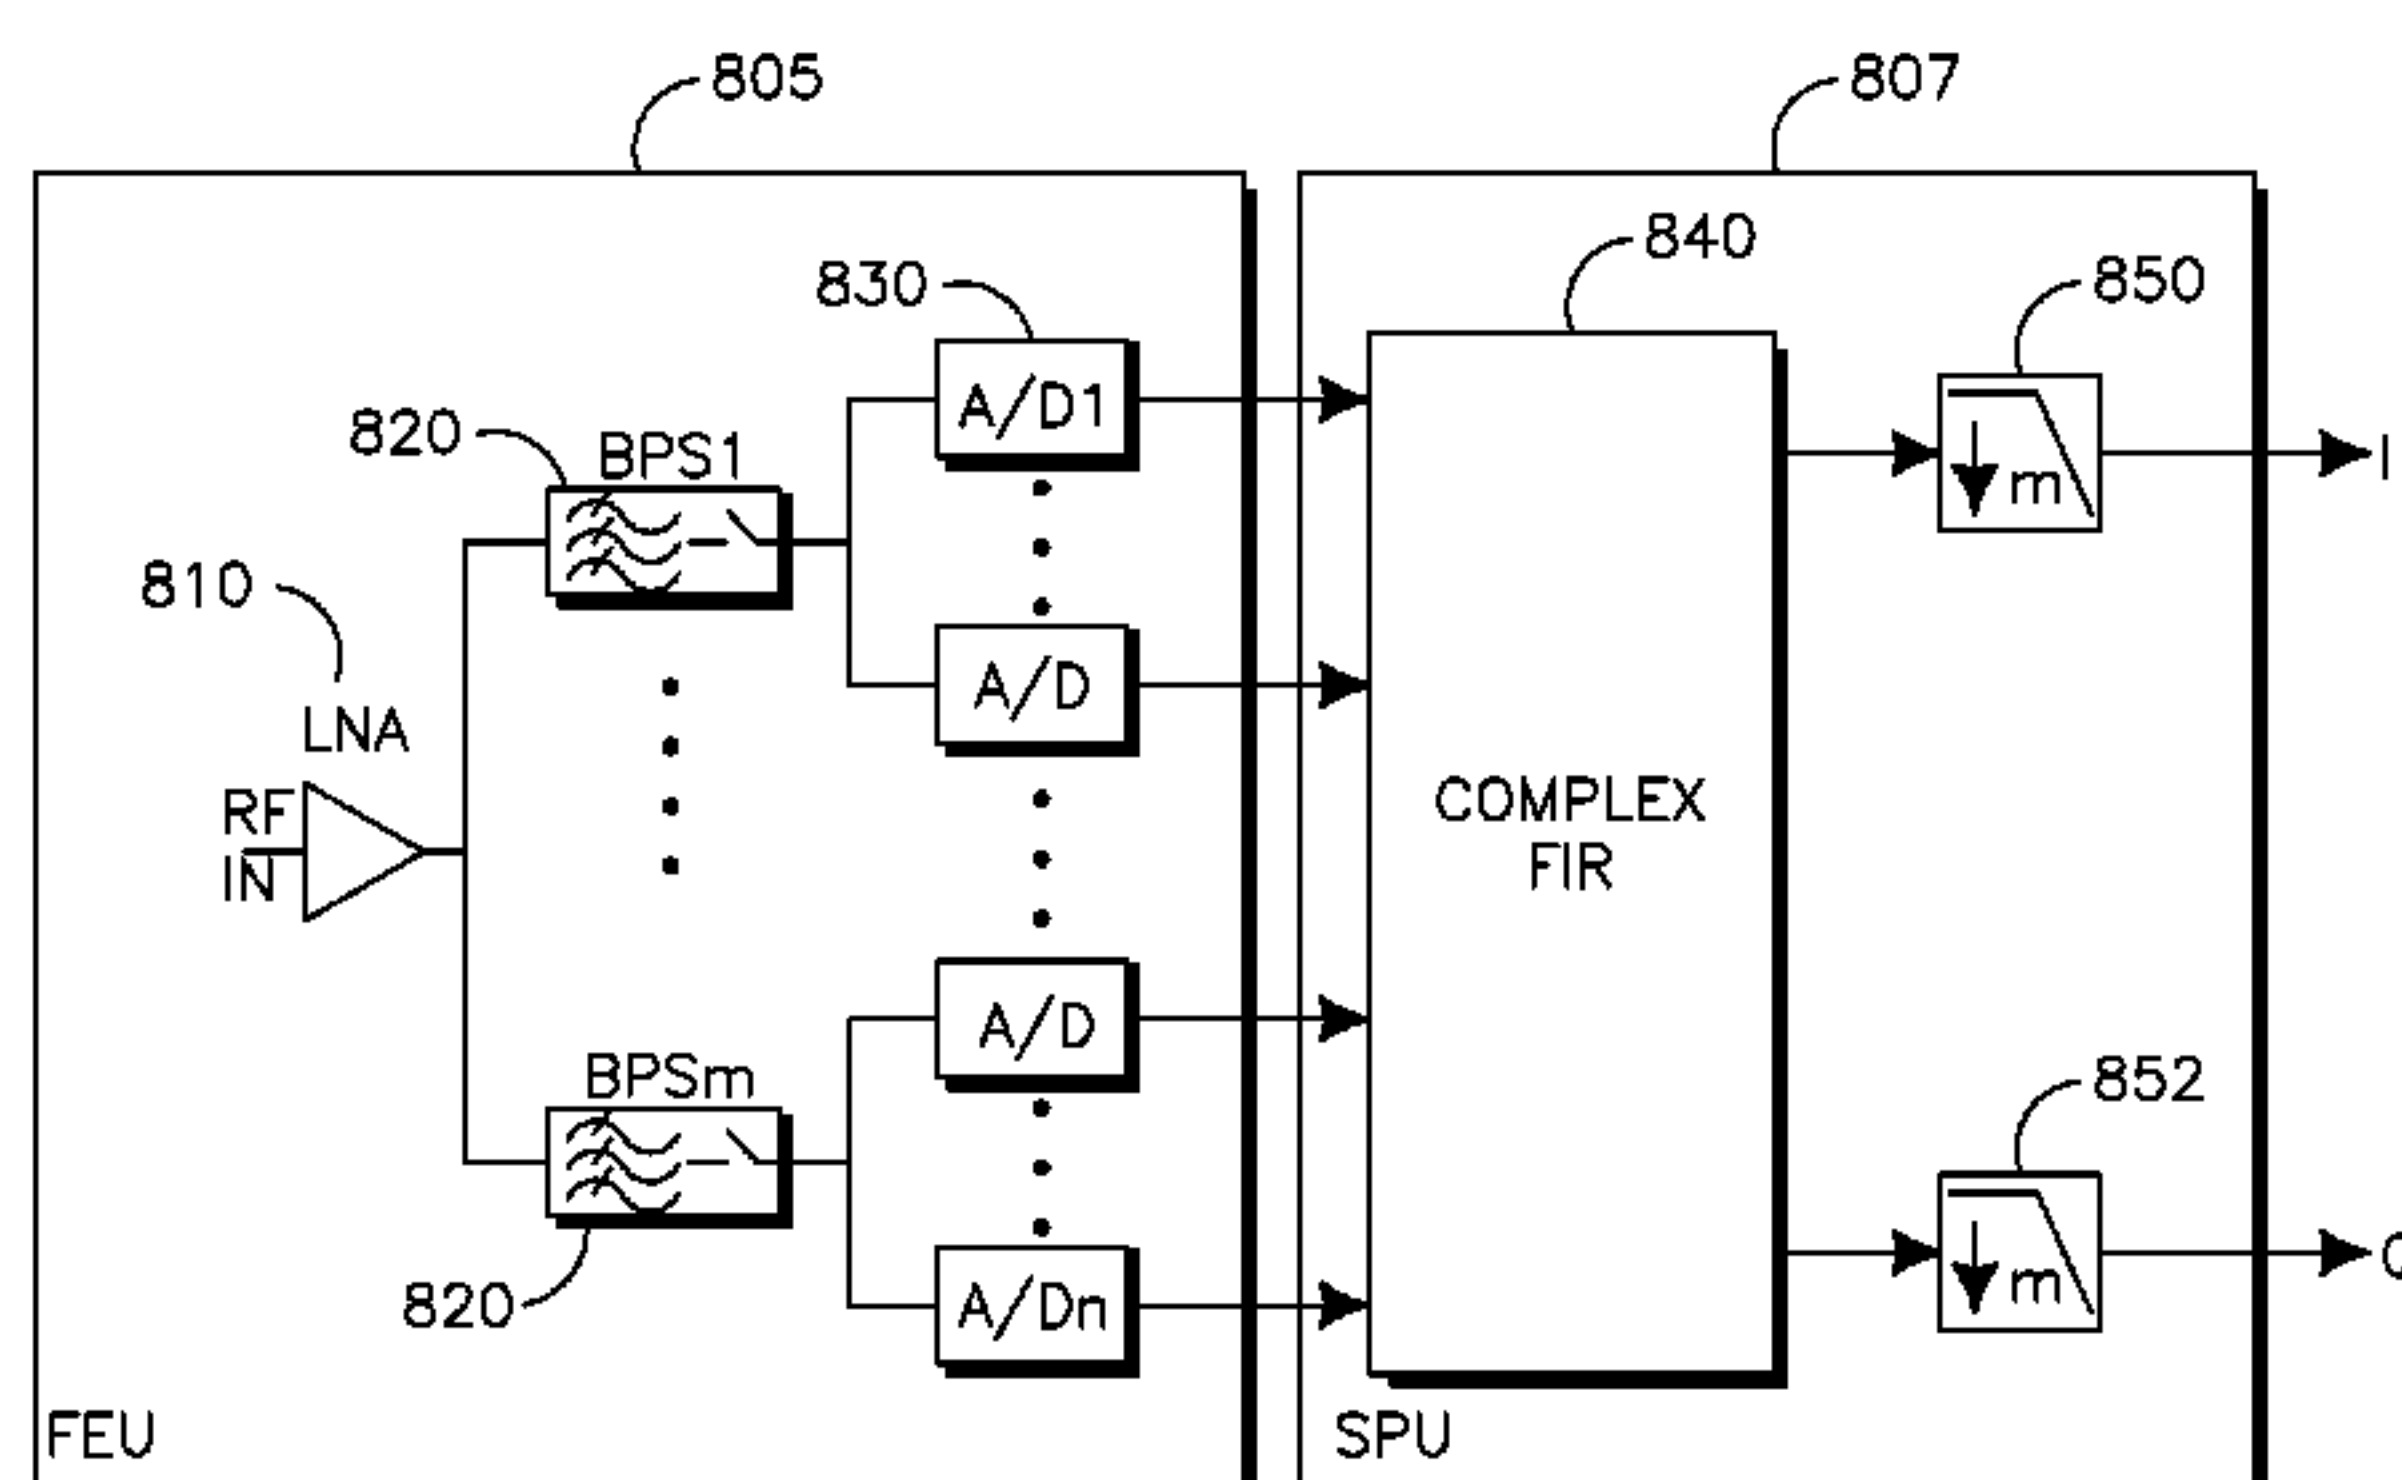 805
807
840
850
830
A/D1
820
BPS1
I
m
810
A/D
LNA
RF
IN
COMPLEX
FIR
A/D
BPSm
852
Q
m
820
A/Dn
FEU
SPU